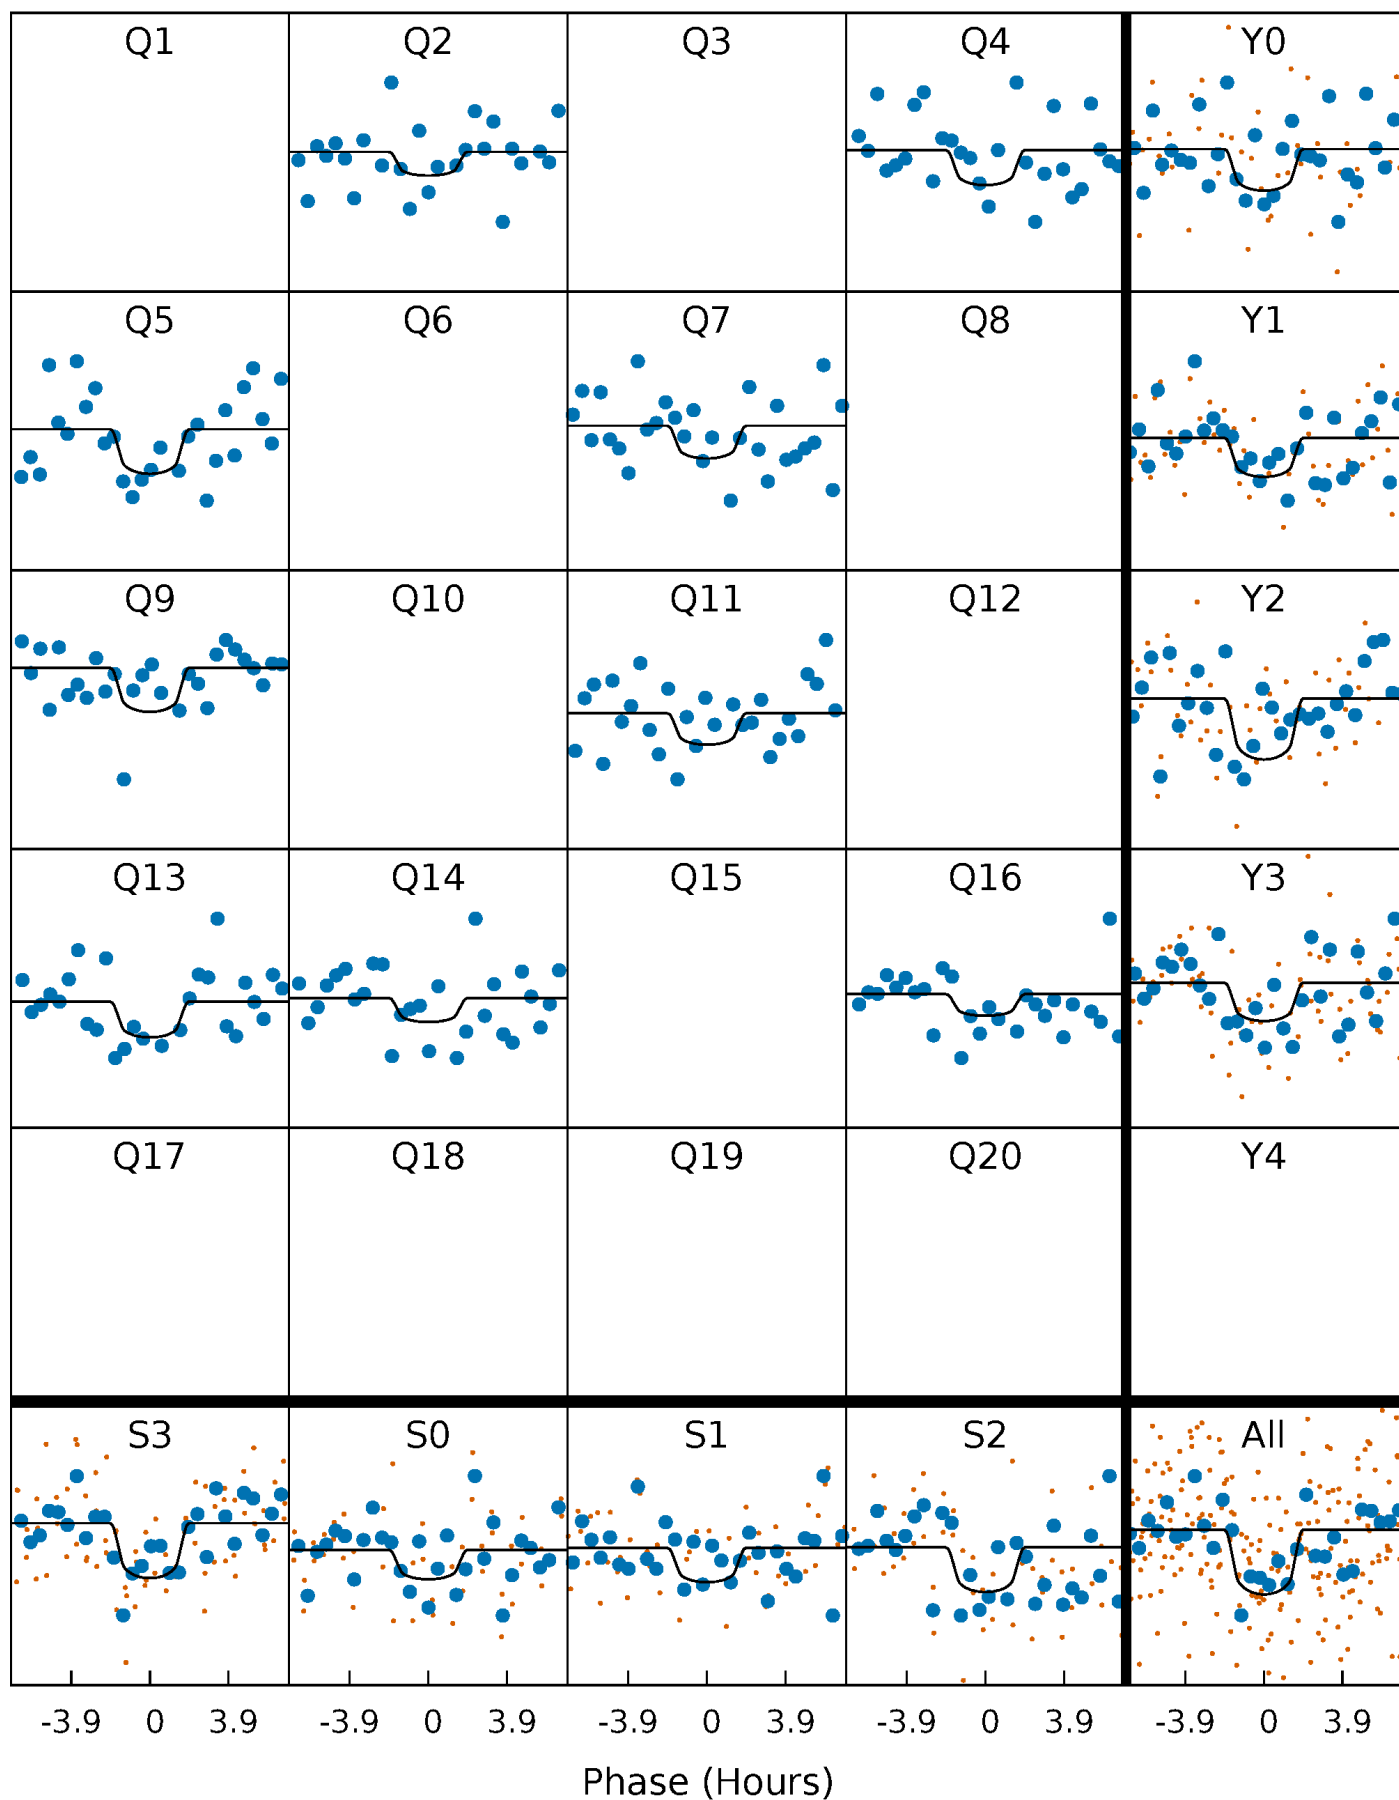 Q1 Q2 Q3 Q4 Y0
Q5 Q6 Q7 Q8 Y1
Q9 Q10 Q11 Q12 Y2
Q13 Q14 Q15 Q16 Y3
Q17 Q18 Q19 Q20 Y4
S3 S0 S1 S2 All
-3.9 0 3.9 -3.9 0 3.9 -3.9 0 3.9 -3.9 0 3.9 -3.9 0 3.9
Phase (Hours)